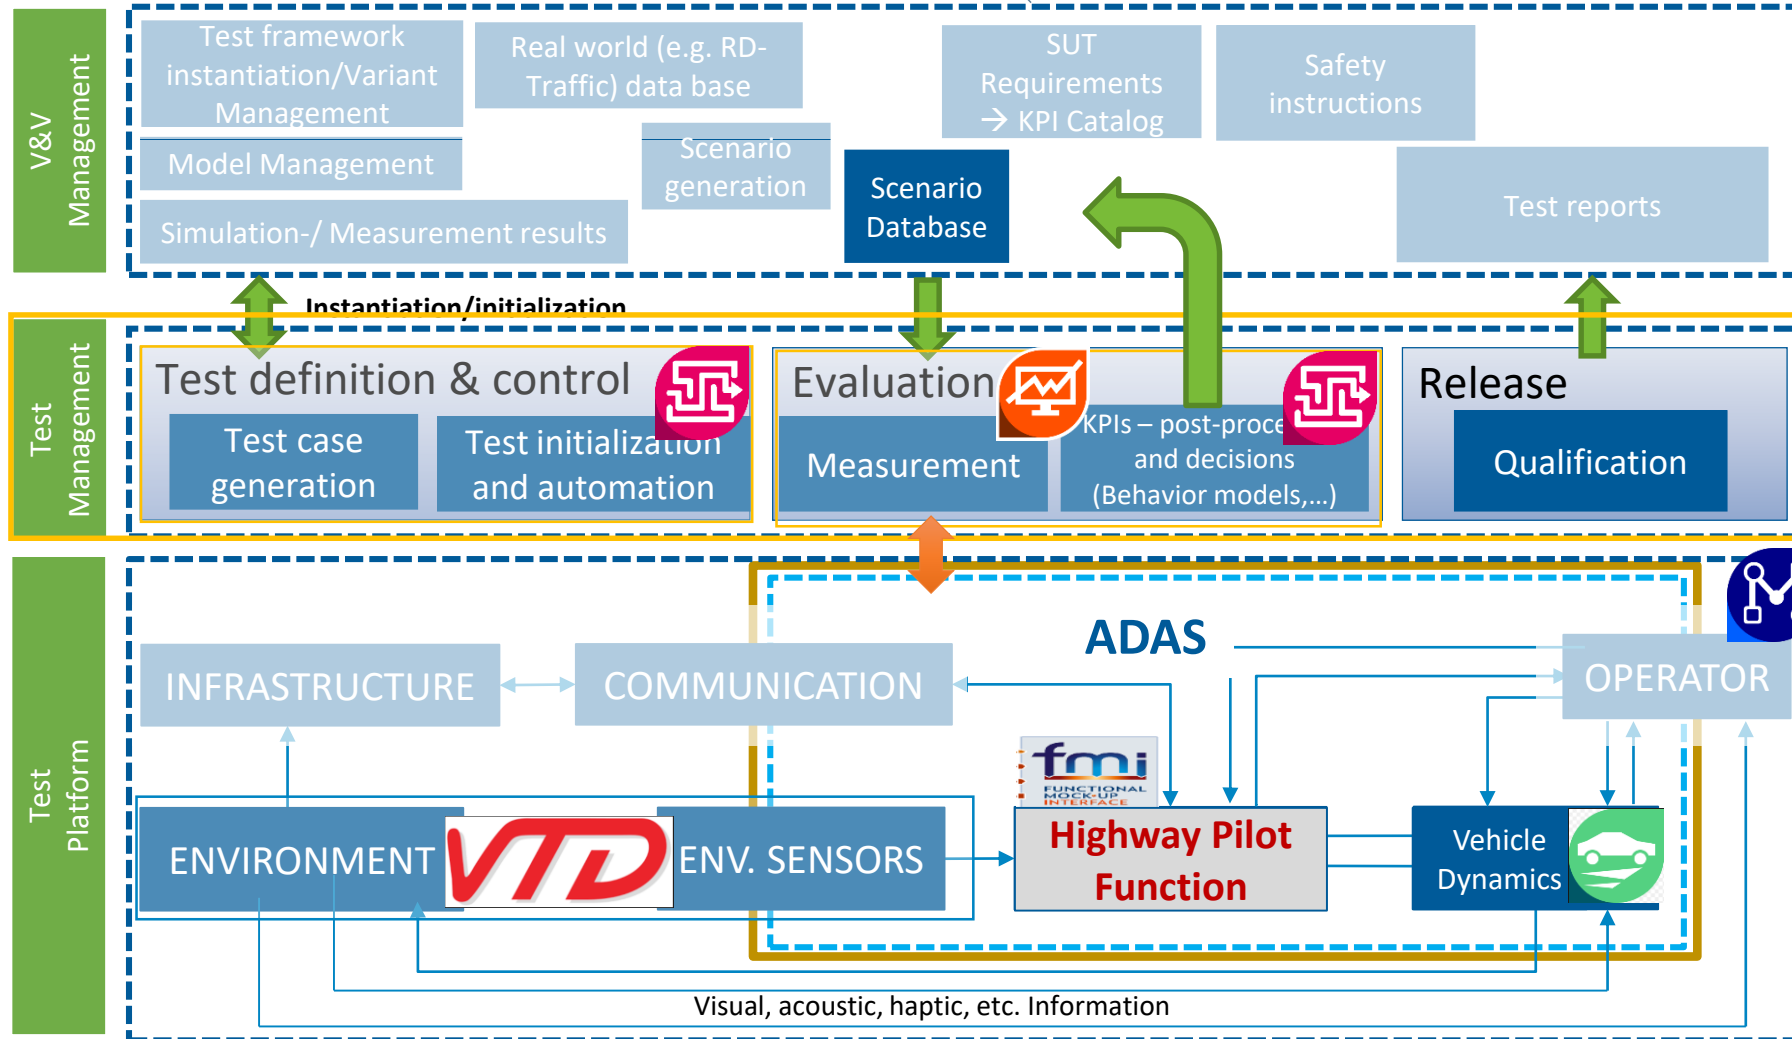 V&V
Management
Test framework
instantiation/Variant
Management
Real world (e.g. RD-
Traffic) data base
SUT
Requirements
→ KPI Catalog
Safety
instructions
Model Management
Scenario
generation
Scenario
Database
Test reports
Simulation-/ Measurement results
Instantiation/initialization
Test
Management
Test definition & control
Test case
generation
Test initialization
and automation
Evaluation
Measurement
KPIs – post-proce
and decisions
(Behavior models,...)
Release
Qualification
Test
Platform
ADAS
INFRASTRUCTURE
COMMUNICATION
OPERATOR
fmi
FUNCTIONAL
MOCK-UP
INTERFACE
ENVIRONMENT
VTD
ENV. SENSORS
Highway Pilot
Function
Vehicle
Dynamics
Visual, acoustic, haptic, etc. Information